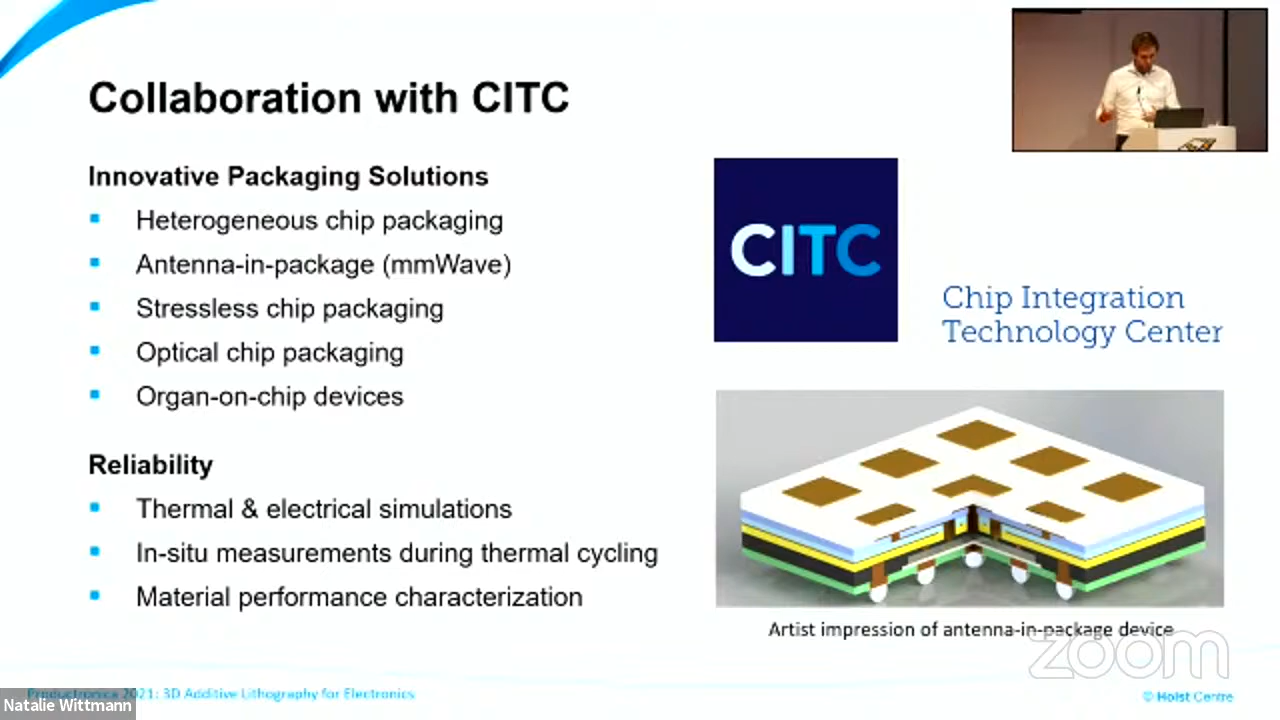 Collaboration with CITC
Innovative Packaging Solutions
Heterogeneous chip packaging
Antenna-in-package (mmWave)
Stressless chip packaging
Optical chip packaging
Organ-on-chip devices
Reliability
Thermal & electrical simulations
In-situ measurements during thermal cycling
Material performance characterization
CITC
Chip Integration
Technology Center
Artist impression of antenna-in-package device
zoom
Productronica 2021: 3D Additive Lithography for Electronics
Natalie Wittmann
© Holst Centre